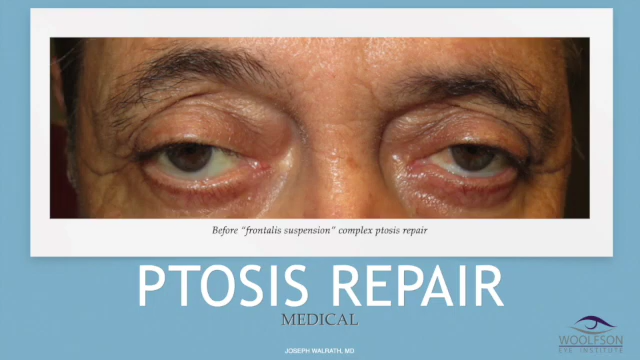 Before “frontalis suspension” complex ptosis repair
PTOSIS REPAIR
MEDICAL
JOSEPH WALRATH, MD
WOOLFSON
EYE INSTITUTE